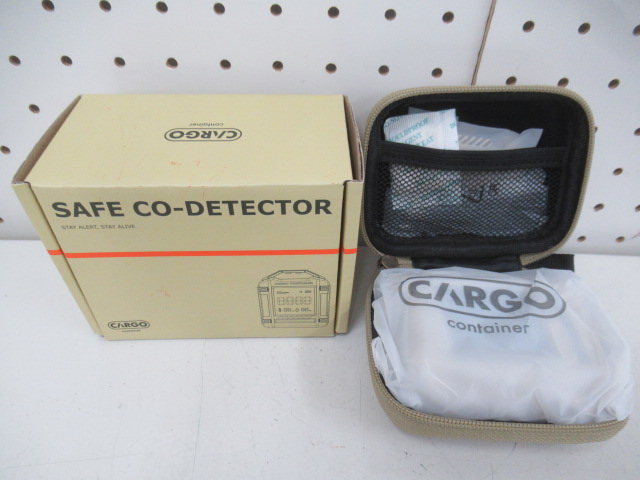 CARGO
container
SAFE CO-DETECTOR
STAY ALERT, STAY ALIVE
CARGO
CARGO
container